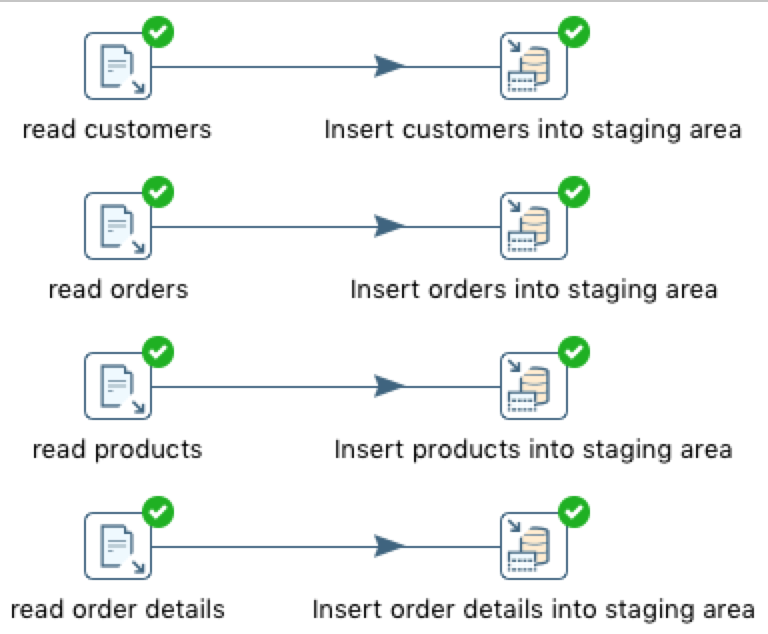 read customers
Insert customers into staging area
read orders
Insert orders into staging area
read products
Insert products into staging area
read order details
Insert order details into staging area